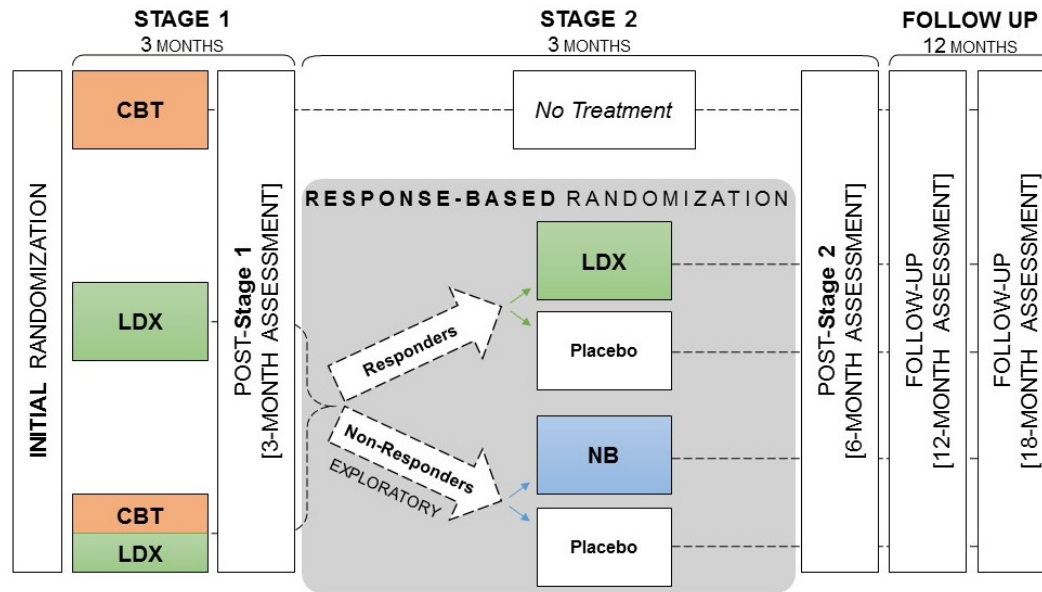 STAGE 1
3 MONTHS
STAGE 2
3 MONTHS
FOLLOW UP
12 MONTHS
INITIAL RANDOMIZATION
CBT
LDX
CBT
LDX
POST-Stage 1
[3-MONTH ASSESSMENT]
No Treatment
RESPONSE-BASED RANDOMIZATION
Responders
Non-Responders
EXPLORATORY
LDX
Placebo
NB
Placebo
POST-Stage 2
[6-MONTH ASSESSMENT]
FOLLOW-UP
[12-MONTH ASSESSMENT]
FOLLOW-UP
[18-MONTH ASSESSMENT]